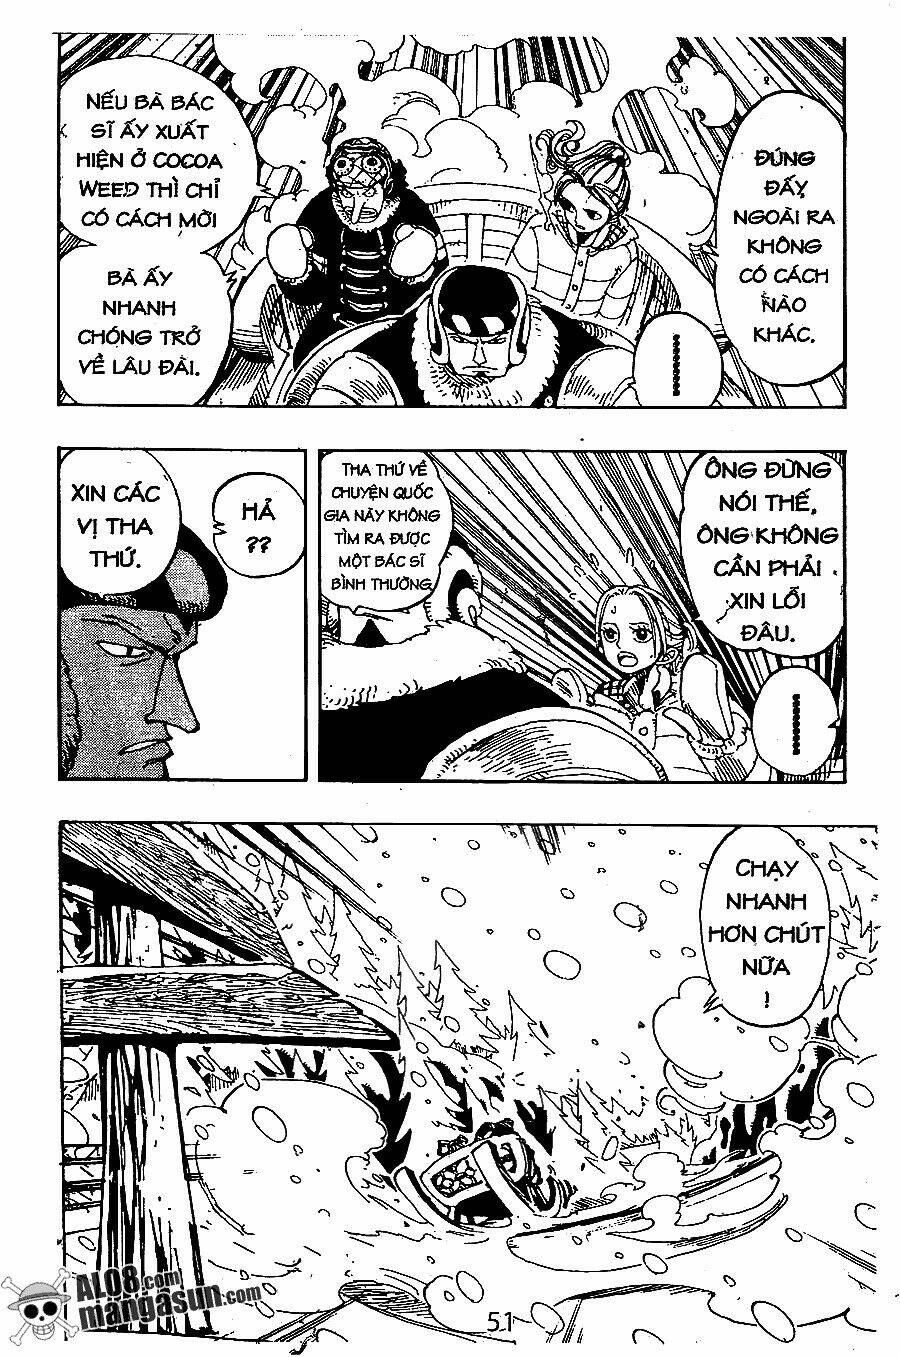 NẾU BÀ BÁC
SĨ ẤY XUẤT
HIỆN Ở COCOA
WEED THÌ CHỈ
CÓ CÁCH MỜI
BÀ ẤY
NHANH
CHÓNG TRỞ
VỀ LÂU ĐÀI.
ĐÚNG
ĐẤY,
NGOÀI RA
KHÔNG
CÓ CÁCH
NÀO
KHÁC.
XIN CÁC
VỊ THA
THỨ.
HẢ
??
THA THỨ VỀ
CHUYỆN QUỐC
GIA NÀY KHÔNG
TÌM RA ĐƯỢC
MỘT BÁC SĨ
BÌNH THƯỜNG
ÔNG ĐỪNG
NÓI THẾ,
ÔNG KHÔNG
CẦN PHẢI
XIN LỖI
ĐÂU.
CHẠY
NHANH
HƠN CHÚT
NỮA
!
AL08.com
mangasun.com
51